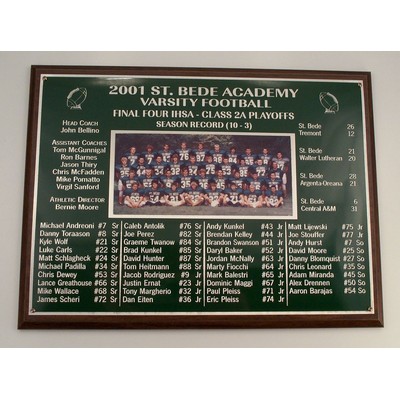 2001 ST. BEDE ACADEMY
VARSITY FOOTBALL
FINAL FOUR IHSA - CLASS 2A PLAYOFFS
SEASON RECORD (10 - 3)
HEAD COACH
John Bellino
ASSISTANT COACHES
Tom McGunnigal
Ron Barnes
Jason Thiry
Chris McFadden
Mike Pomatto
Virgil Sanford
ATHLETIC DIRECTOR
Bernie Moore
St. Bede 26
Tremont 12
St. Bede 21
Walter Lutheran 20
St. Bede 28
Argenta-Oreana 21
St. Bede 6
Central A&M 31
Michael Andreoni #7 Sr
Danny Toraason #8 Sr
Kyle Wolf #21 Sr
Luke Carls #22 Sr
Matt Schlagheck #24 Sr
Michael Padilla #34 Sr
Chris Dewey #53 Sr
Lance Greathouse #66 Sr
Mike Wallace #68 Sr
James Scheri #72 Sr
Caleb Antolik #76 Sr
Joe Perez #82 Sr
Graeme Twanow #84 Sr
Brad Kunkel #85 Sr
David Hunter #87 Sr
Tom Heitmann #88 Sr
Jacob Rodriguez #9 Jr
Justin Ernat #23 Jr
Tony Margherio #32 Jr
Dan Eiten #36 Jr
Andy Kunkel #43 Jr
Brendan Kelley #44 Jr
Brandon Swanson #51 Jr
Daryl Baker #52 Jr
Jordan McNally #63 Jr
Marty Fiocchi #64 Jr
Mark Balestri #65 Jr
Dominic Maggi #67 Jr
Paul Pleiss #71 Jr
Eric Pleiss #74 Jr
Matt Lijewski #75 Jr
Joe Stouffer #77 Jr
Andy Hurst #7 So
David Moore #25 So
Danny Blomquist #27 So
Chris Leonard #35 So
Adam Miranda #45 So
Alex Drennen #50 So
Aaron Barajas #54 So